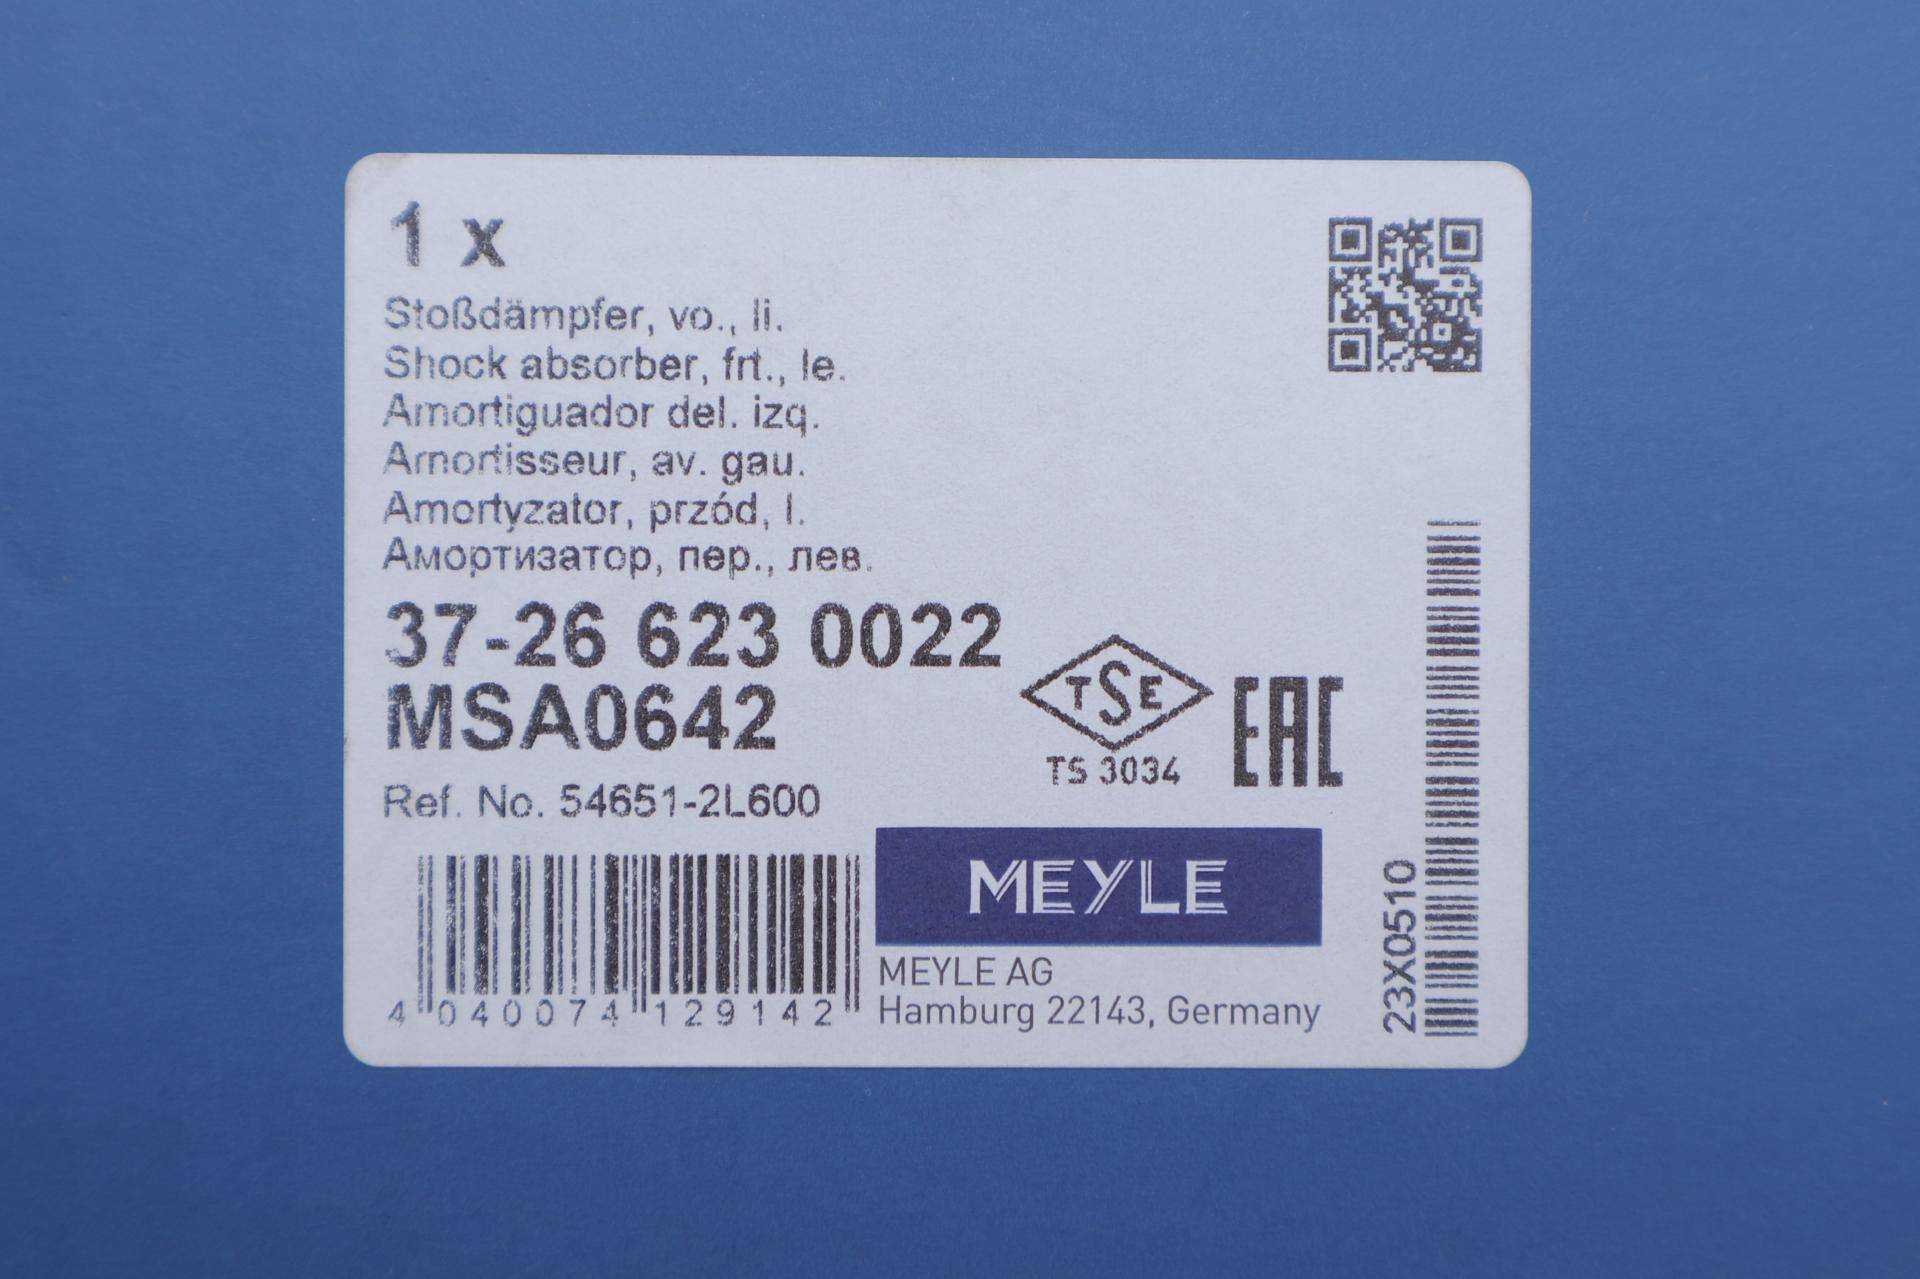 1 x
Stoßdämpfer, vo., li.
Shock absorber, frt., le.
Amortiguador del. izq.
Amortisseur, av. gau.
Amortyzator, przód, l.
Амортизатор, пер., лев.
37-26 623 0022
MSA0642
TSE
TS 3034
EAC
Ref. No. 54651-2L600
MEYLE
MEYLE AG
Hamburg 22143, Germany
4 040074 129142
23X0510